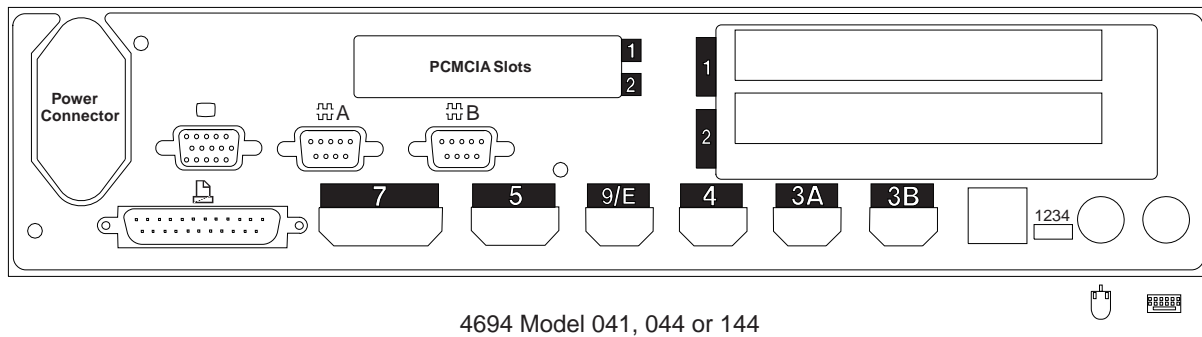 1
PCMCIA Slots
1
2
Power
Connector
A
B
2
7
5
9/E
4
3A
3B
1234
4694 Model 041, 044 or 144